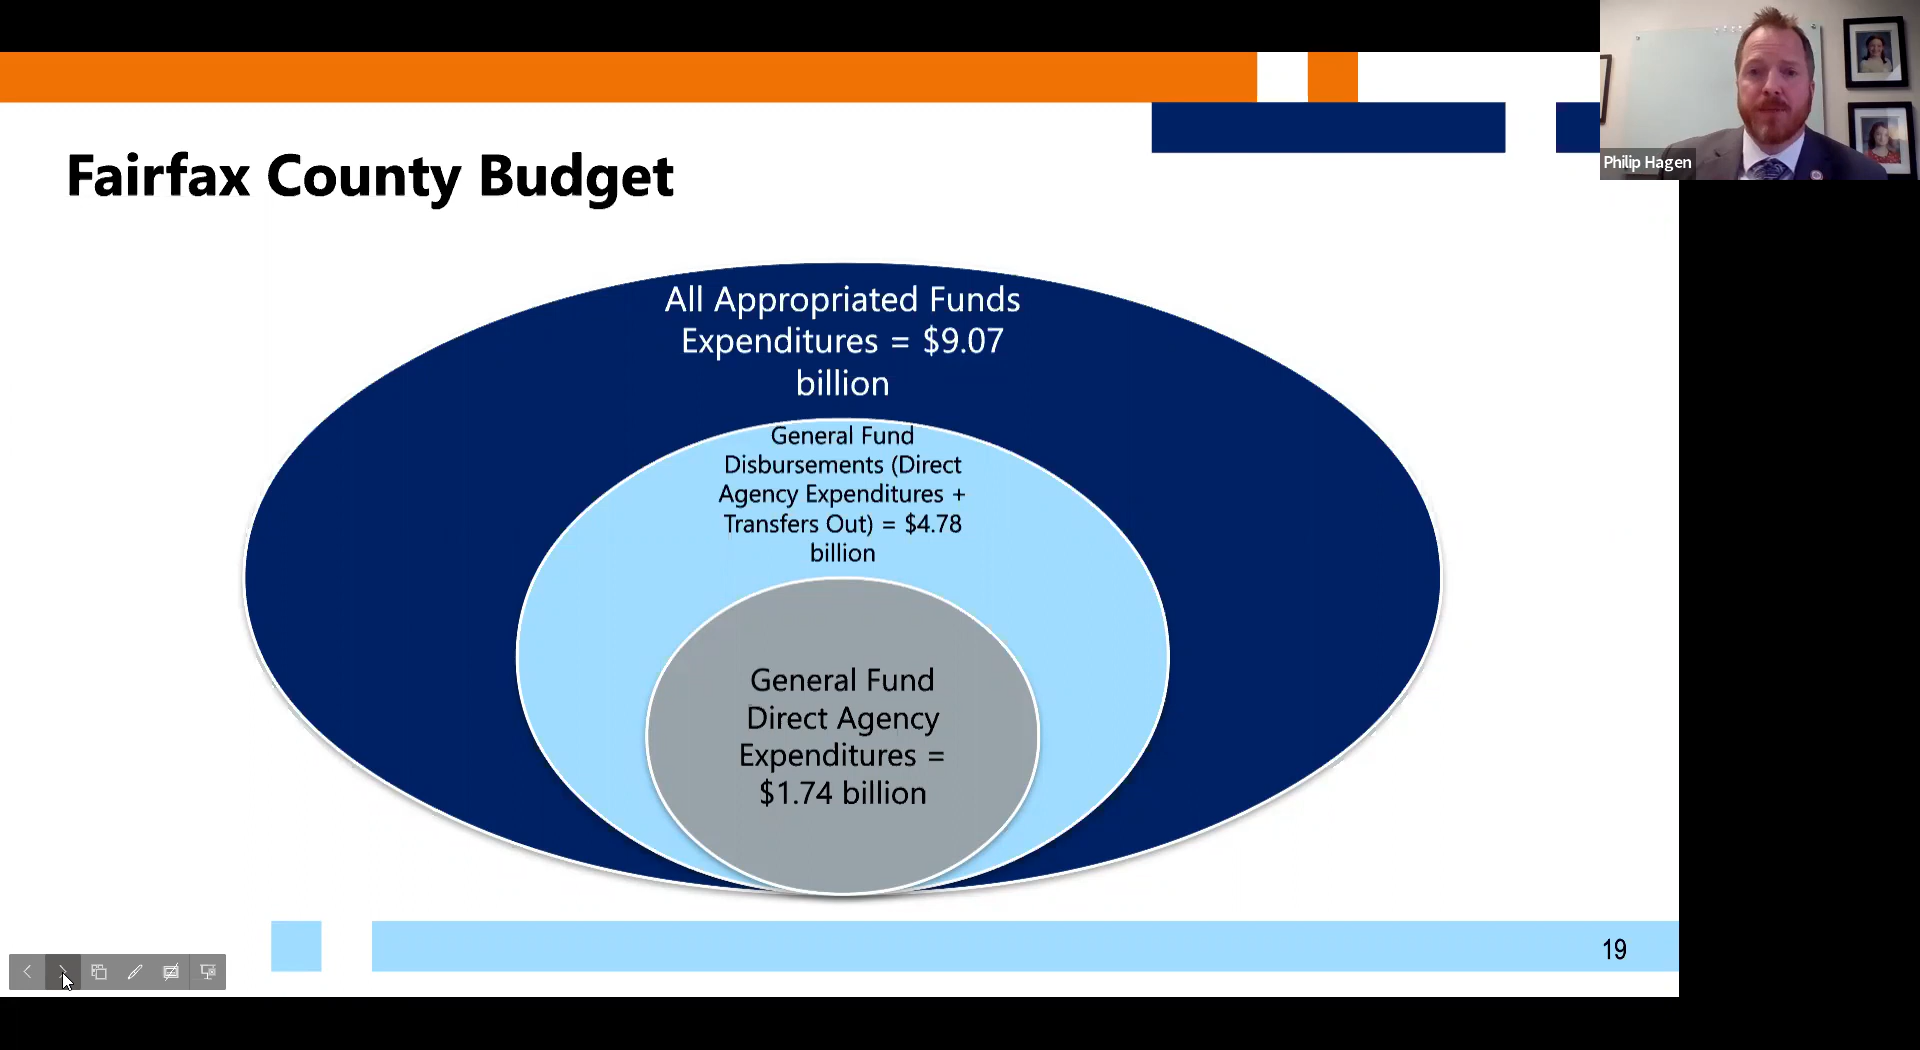 Philip Hagen
Fairfax County Budget
All Appropriated Funds
Expenditures = $9.07
billion
General Fund
Disbursements (Direct
Agency Expenditures +
Transfers Out) = $4.78
billion
General Fund
Direct Agency
Expenditures =
$1.74 billion
19